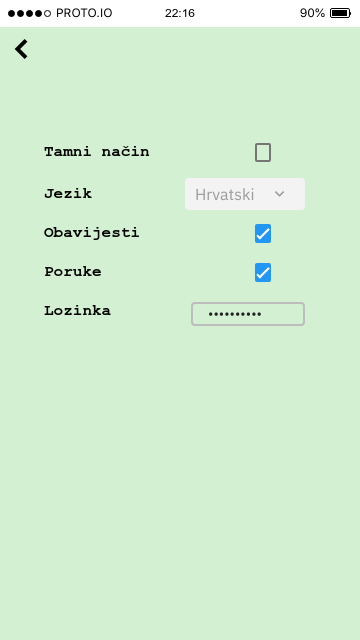 PROTO.IO 22:16 90%
Tamni način
Jezik Hrvatski
Obavijesti
Poruke
Lozinka ••••••••••